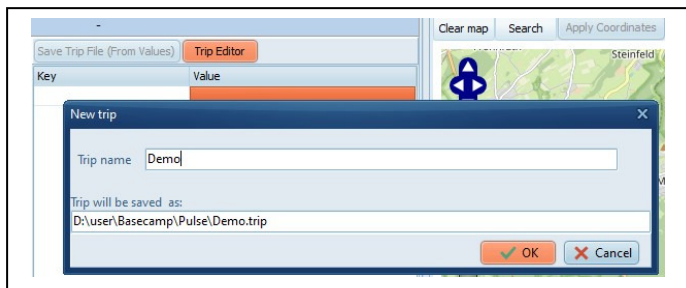 -
Clear map Search Apply Coordinates
Save Trip File (From Values) Trip Editor
Steinfeld
Key Value
New trip
Trip name Demo
Trip will be saved as:
D:\user\Basecamp\Pulse\Demo.trip
OK Cancel